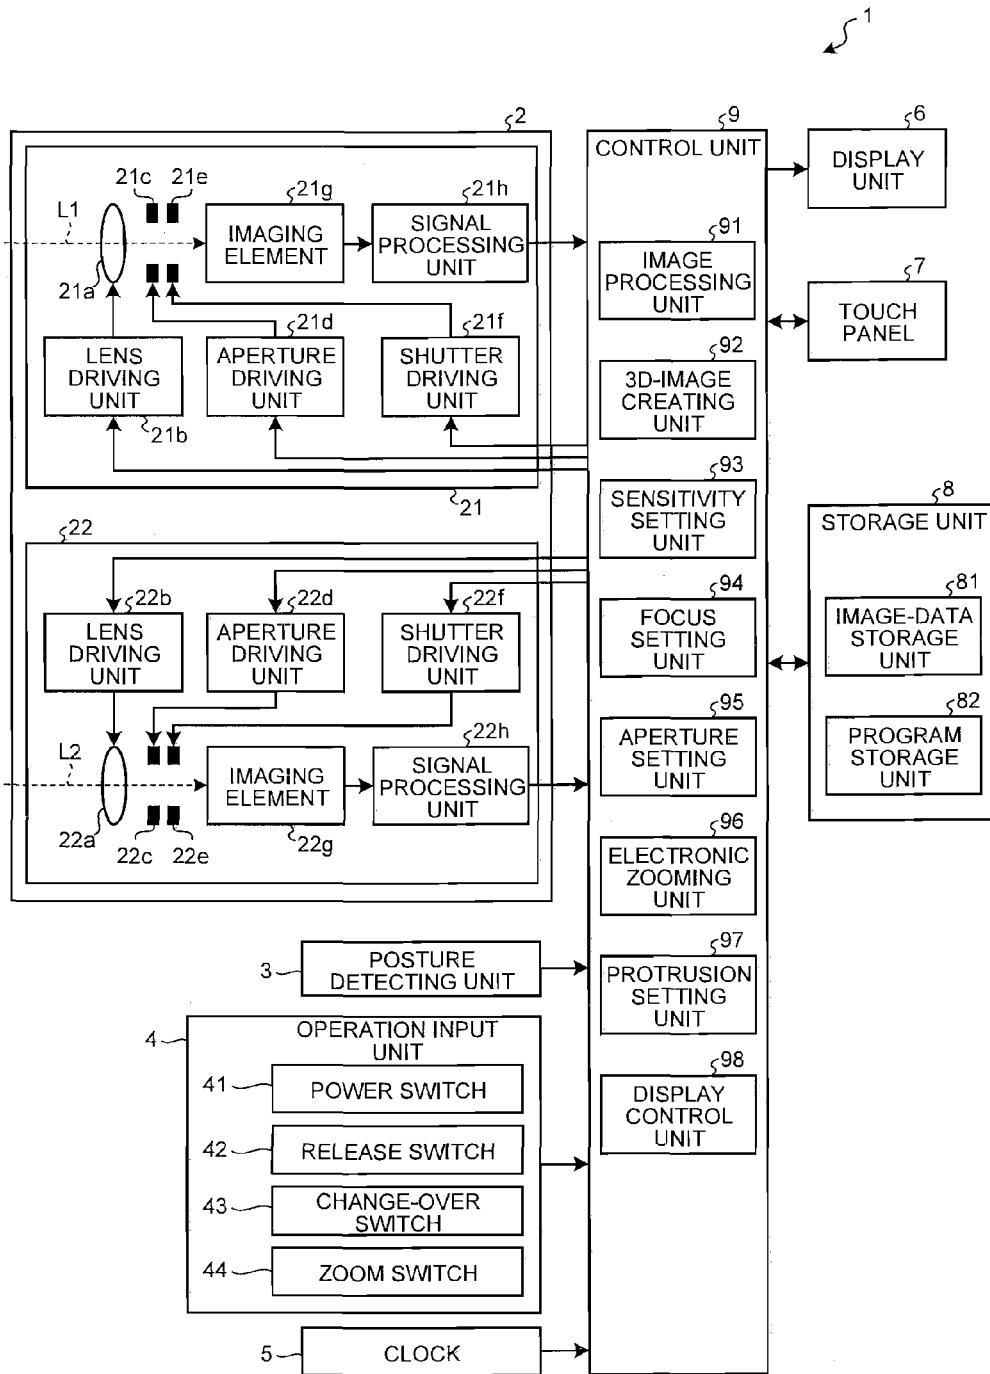 1
2
21c 21e
21g
21h
L1
IMAGING
ELEMENT
SIGNAL
PROCESSING
UNIT
21a
21d
21f
LENS
DRIVING
UNIT
APERTURE
DRIVING
UNIT
SHUTTER
DRIVING
UNIT
21b
21
22
22b
22d
22f
LENS
DRIVING
UNIT
APERTURE
DRIVING
UNIT
SHUTTER
DRIVING
UNIT
22h
L2
IMAGING
ELEMENT
SIGNAL
PROCESSING
UNIT
22a
22c 22e
22g
3
POSTURE
DETECTING UNIT
4
OPERATION INPUT
UNIT
41
POWER SWITCH
42
RELEASE SWITCH
43
CHANGE-OVER
SWITCH
44
ZOOM SWITCH
5
CLOCK
9
CONTROL UNIT
91
IMAGE
PROCESSING
UNIT
92
3D-IMAGE
CREATING
UNIT
93
SENSITIVITY
SETTING
UNIT
94
FOCUS
SETTING
UNIT
95
APERTURE
SETTING
UNIT
96
ELECTRONIC
ZOOMING
UNIT
97
PROTRUSION
SETTING
UNIT
98
DISPLAY
CONTROL
UNIT
6
DISPLAY
UNIT
7
TOUCH
PANEL
8
STORAGE UNIT
81
IMAGE-DATA
STORAGE
UNIT
82
PROGRAM
STORAGE
UNIT